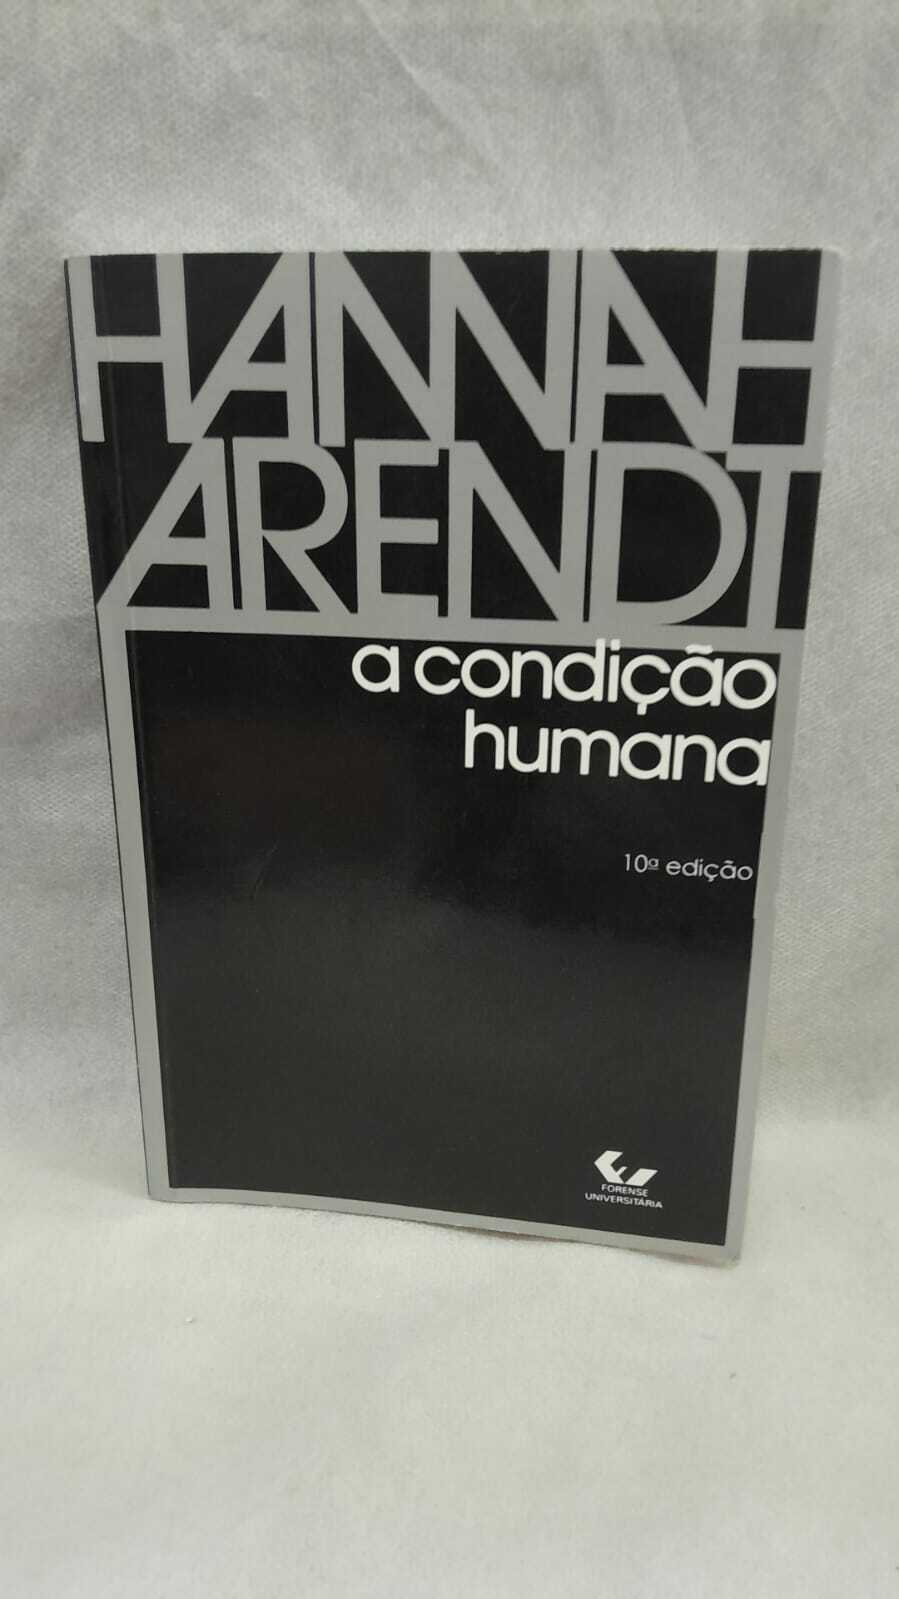 HANNAH
ARENDT
a condição
humana
10ª edição
FORENSE
UNIVERSITÁRIA